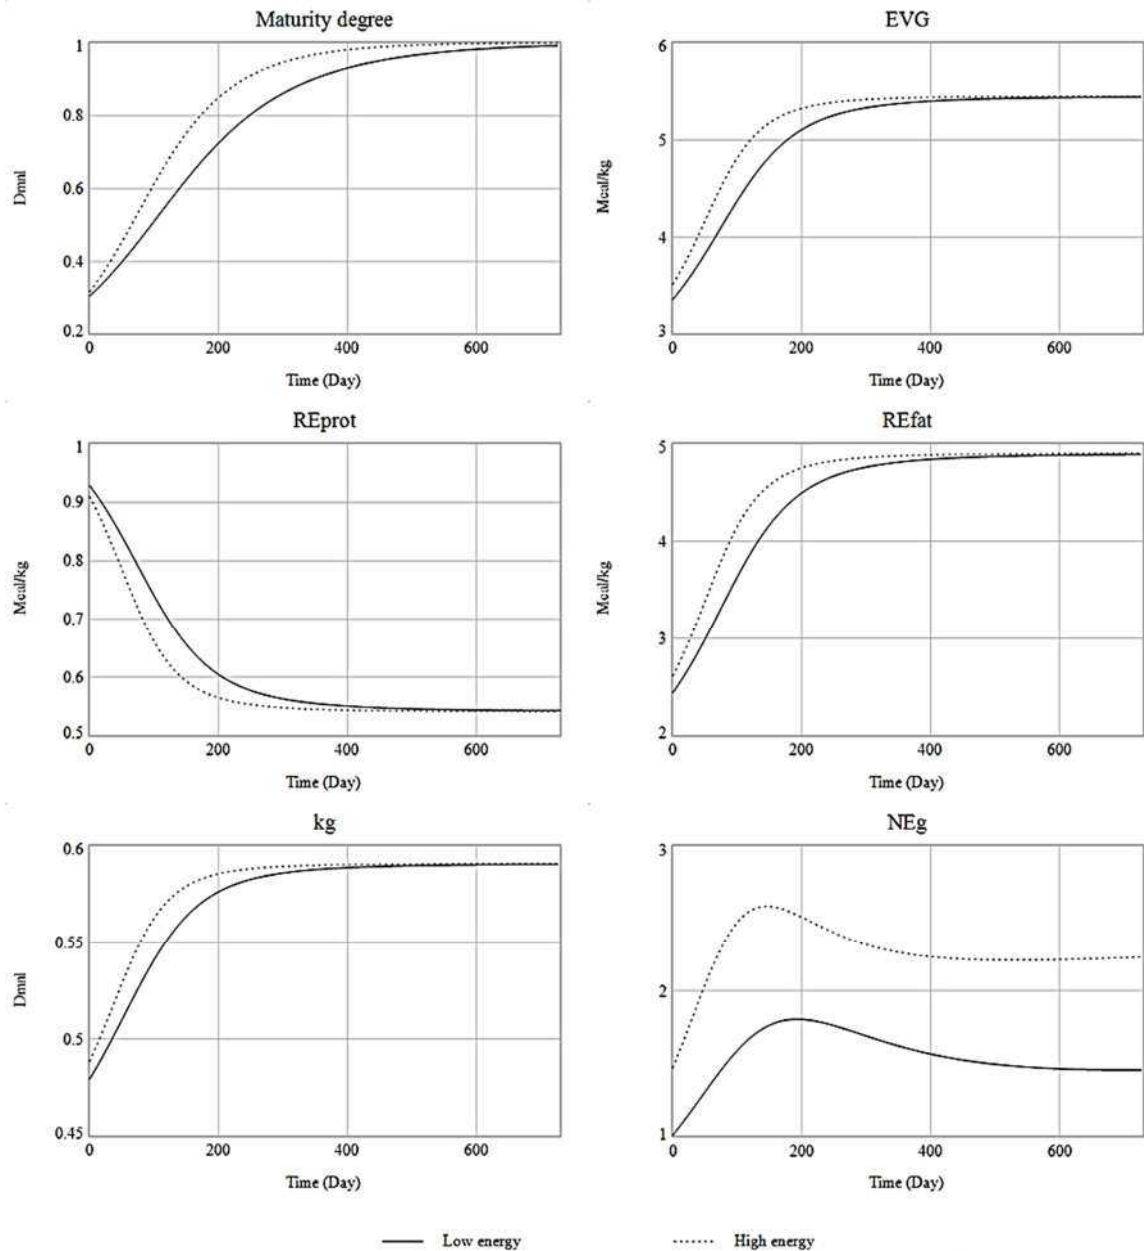 Maturity degree
1
0.8
0.6
0.4
0.2
Dmnl
0 200 400 600
Time (Day)
EVG
6
5
4
3
Mcal/kg
0 200 400 600
Time (Day)
REprot
1
0.9
0.8
0.7
0.6
0.5
Mcal/kg
0 200 400 600
Time (Day)
REfat
5
4
3
2
Mcal/kg
0 200 400 600
Time (Day)
kg
0.6
0.55
0.5
0.45
Dmnl
0 200 400 600
Time (Day)
NEg
3
2
1
0 200 400 600
Time (Day)
Low energy
High energy